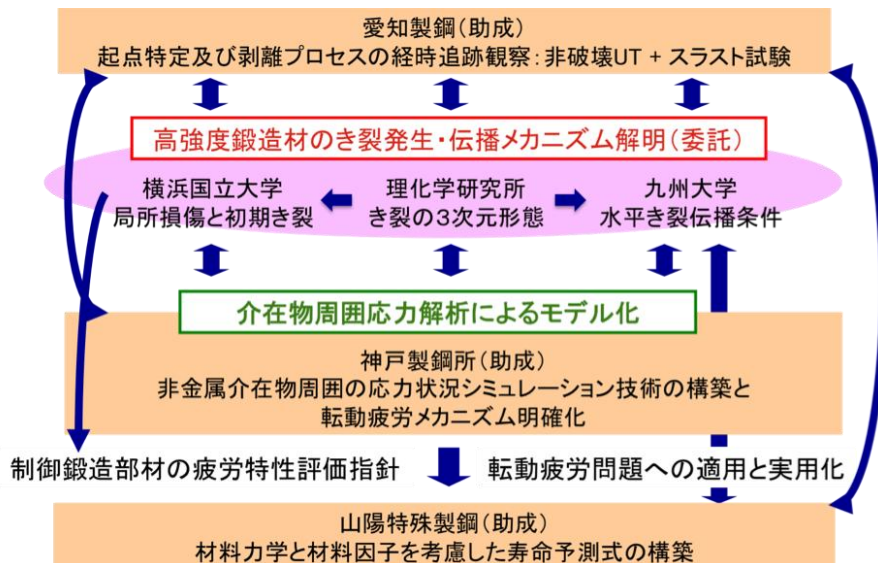 愛知製鋼(助成)
起点特定及び剥離プロセスの経時追跡観察:非破壊UT + スラスト試験
高強度鍛造材のき裂発生・伝播メカニズム解明(委託)
横浜国立大学
局所損傷と初期き裂
理化学研究所
き裂の3次元形態
九州大学
水平き裂伝播条件
介在物周囲応力解析によるモデル化
神戸製鋼所(助成)
非金属介在物周囲の応力状況シミュレーション技術の構築と
転動疲労メカニズム明確化
制御鍛造部材の疲労特性評価指針
転動疲労問題への適用と実用化
山陽特殊製鋼(助成)
材料力学と材料因子を考慮した寿命予測式の構築